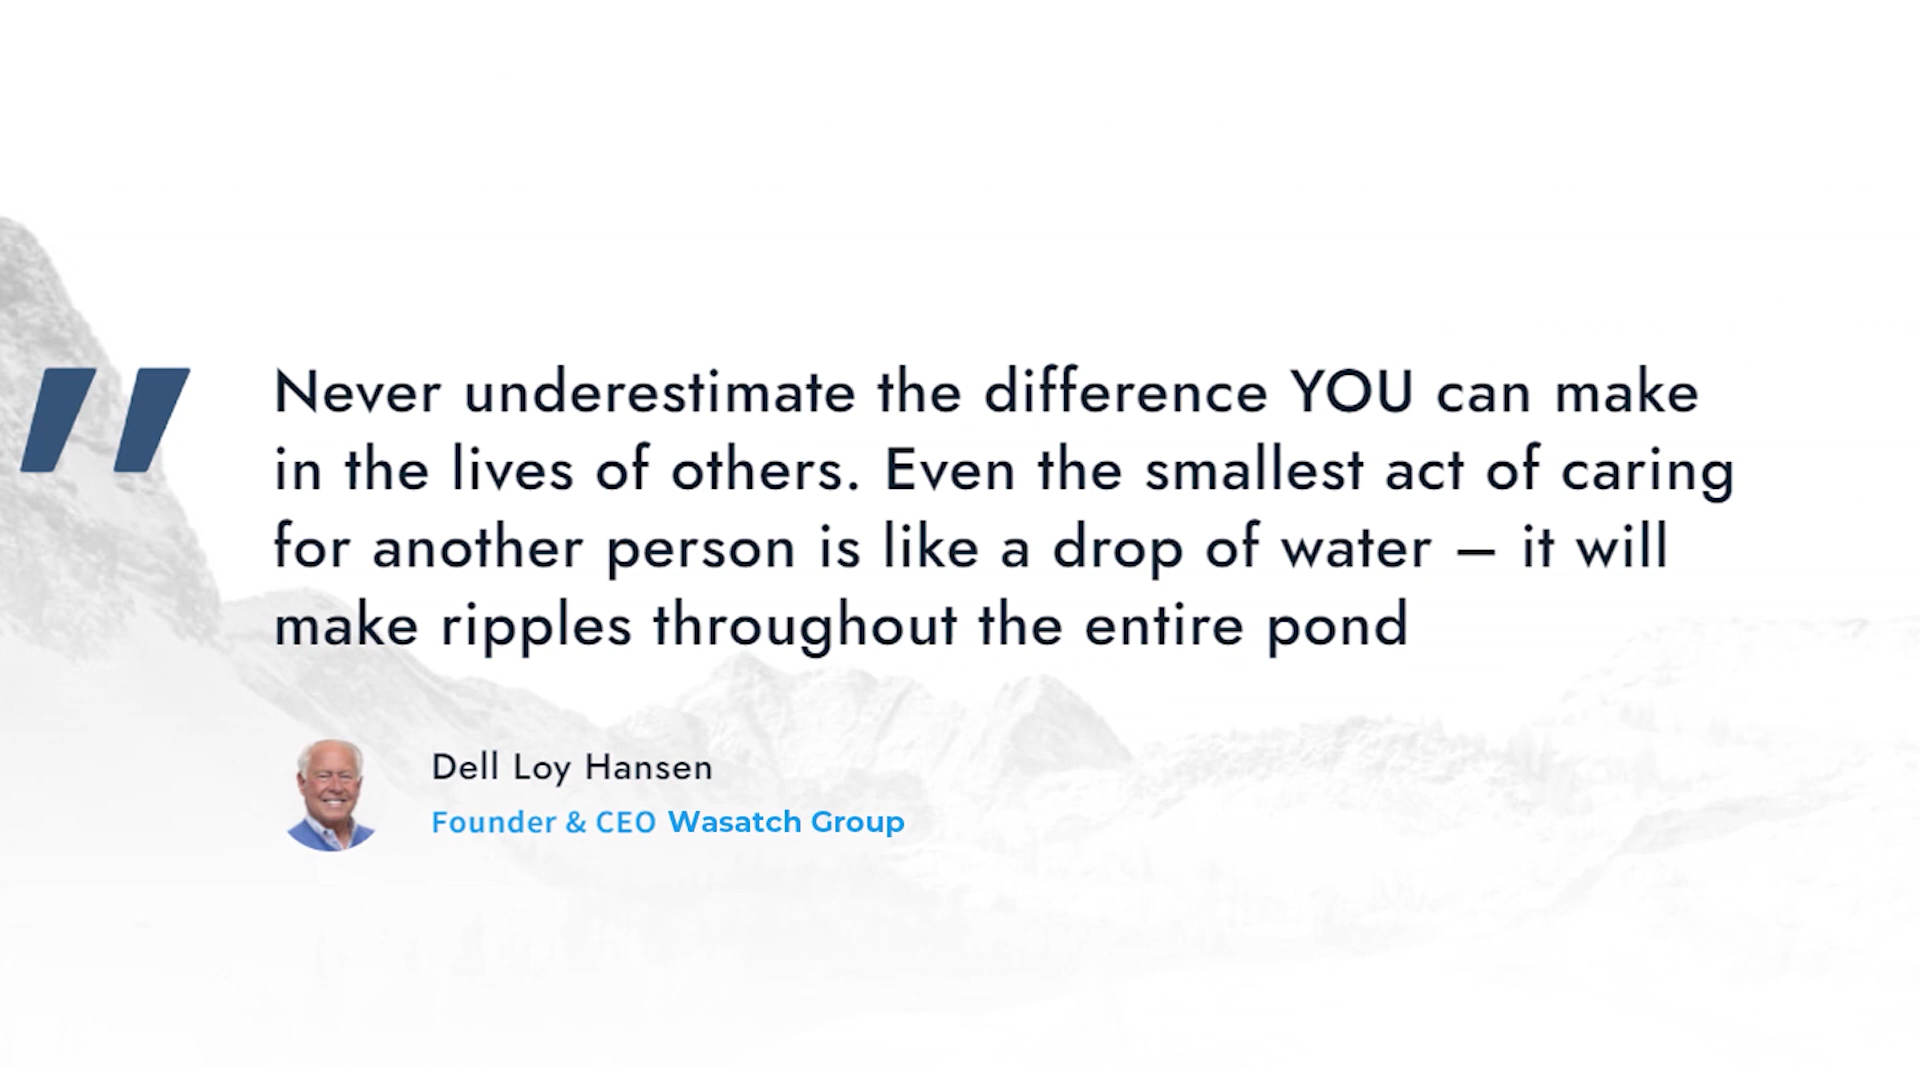 "
Never underestimate the difference YOU can make
in the lives of others. Even the smallest act of caring
for another person is like a drop of water – it will
make ripples throughout the entire pond
Dell Loy Hansen
Founder & CEO Wasatch Group